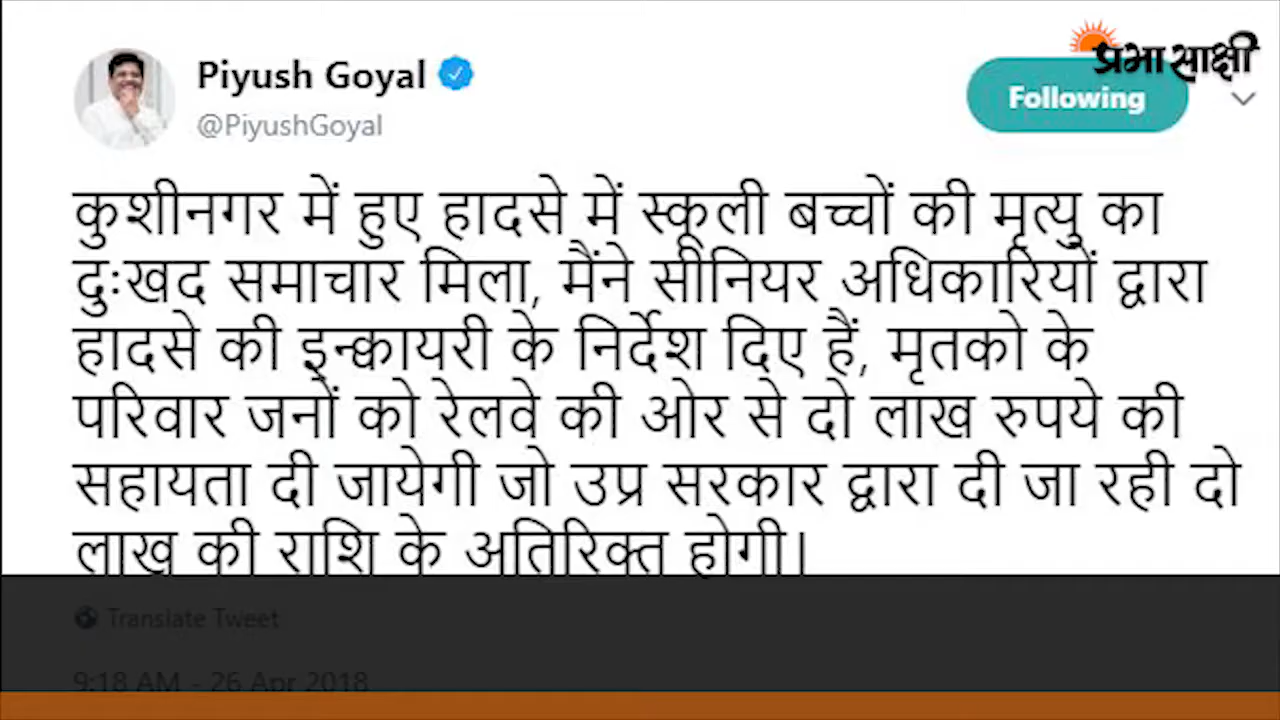 प्रभासाक्षी
Piyush Goyal
@PiyushGoyal
Following
कुशीनगर में हुए हादसे में स्कूली बच्चों की मृत्यु का
दुःखद समाचार मिला, मैंने सीनियर अधिकारियों द्वारा
हादसे की इन्क्वायरी के निर्देश दिए हैं, मृतको के
परिवार जनों को रेलवे की ओर से दो लाख रुपये की
सहायता दी जायेगी जो उप्र सरकार द्वारा दी जा रही दो
लाख की राशि के अतिरिक्त होगी।
Translate Tweet
9:18 AM - 26 Apr 2018